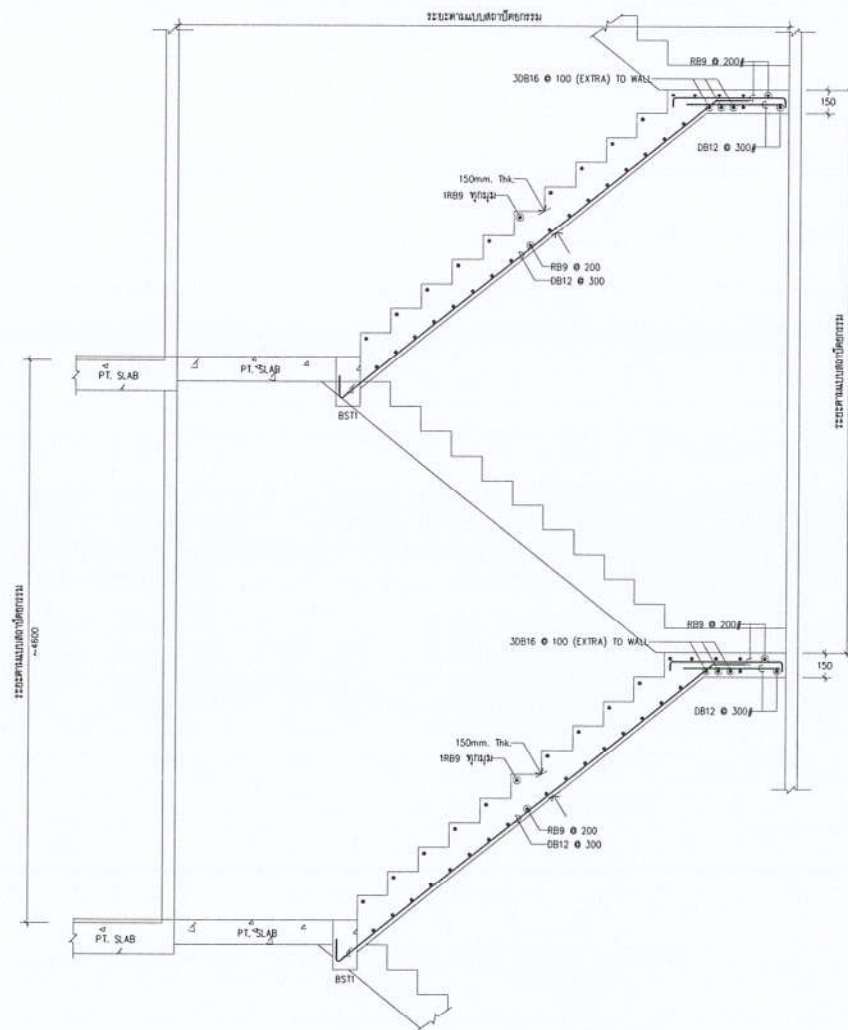 ระยะตามแบบสถาปัตยกรรม
RB9 @ 200#
3DB16 @ 100 (EXTRA) TO WALL
150
DB12 @ 300#
150mm. Thk.
1RB9 ทุกมุม
RB9 @ 200
DB12 @ 300
PT. SLAB
PT. SLAB
BST1
ระยะตามแบบสถาปัตยกรรม
ระยะตามแบบสถาปัตยกรรม
~4600
RB9 @ 200#
3DB16 @ 100 (EXTRA) TO WALL
150
DB12 @ 300#
150mm. Thk.
1RB9 ทุกมุม
RB9 @ 200
DB12 @ 300
PT. SLAB
PT. SLAB
BST1